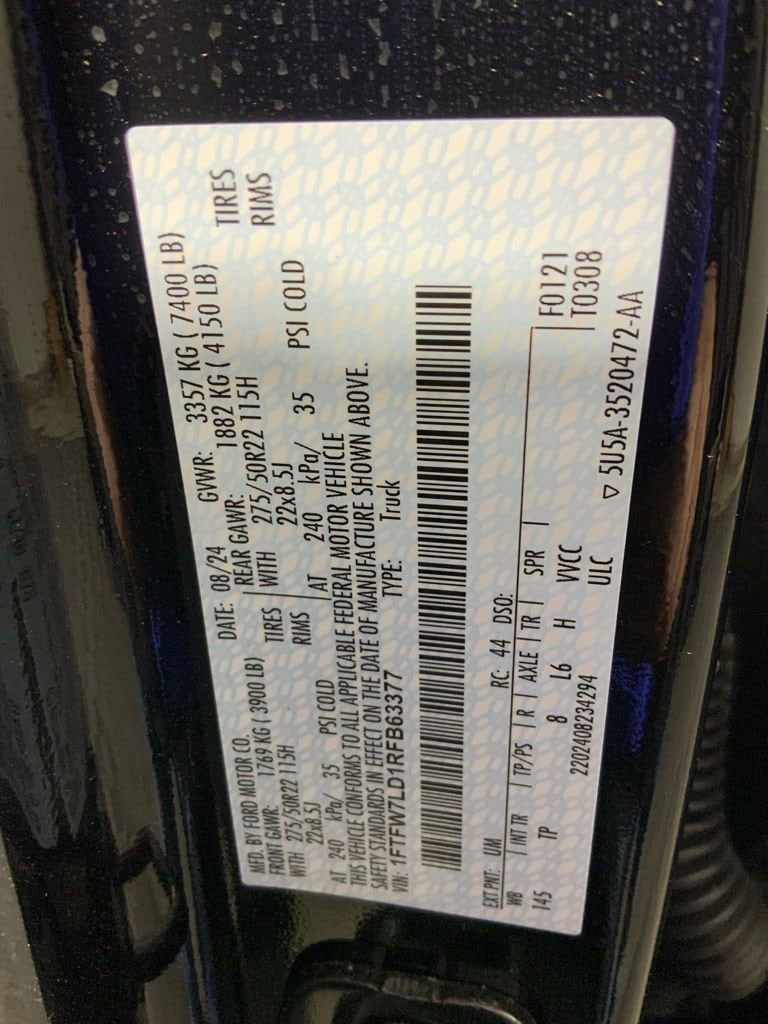 MFD. BY FORD MOTOR CO.
DATE: 08/24 GVWR: 3357 KG ( 7400 LB)
FRONT GAWR: 1769 KG ( 3900 LB) REAR GAWR: 1882 KG ( 4150 LB)
WITH 275/50R22 115H TIRES WITH 275/50R22 115H TIRES
22x8.5J RIMS 22x8.5J RIMS
AT 240 kPa/ 35 PSI COLD AT 240 kPa/ 35 PSI COLD
THIS VEHICLE CONFORMS TO ALL APPLICABLE FEDERAL MOTOR VEHICLE
SAFETY STANDARDS IN EFFECT ON THE DATE OF MANUFACTURE SHOWN ABOVE.
VIN: 1FTFW7LD1RFB63377 TYPE: Truck
EXT PNT: UM RC: 44 DSO:
WB INT TR TP/PS R AXLE TR SPR F0121
145 TP 8 L6 H VVCC T0308
2202408234294 ULC
▽ 5U5A-3520472-AA